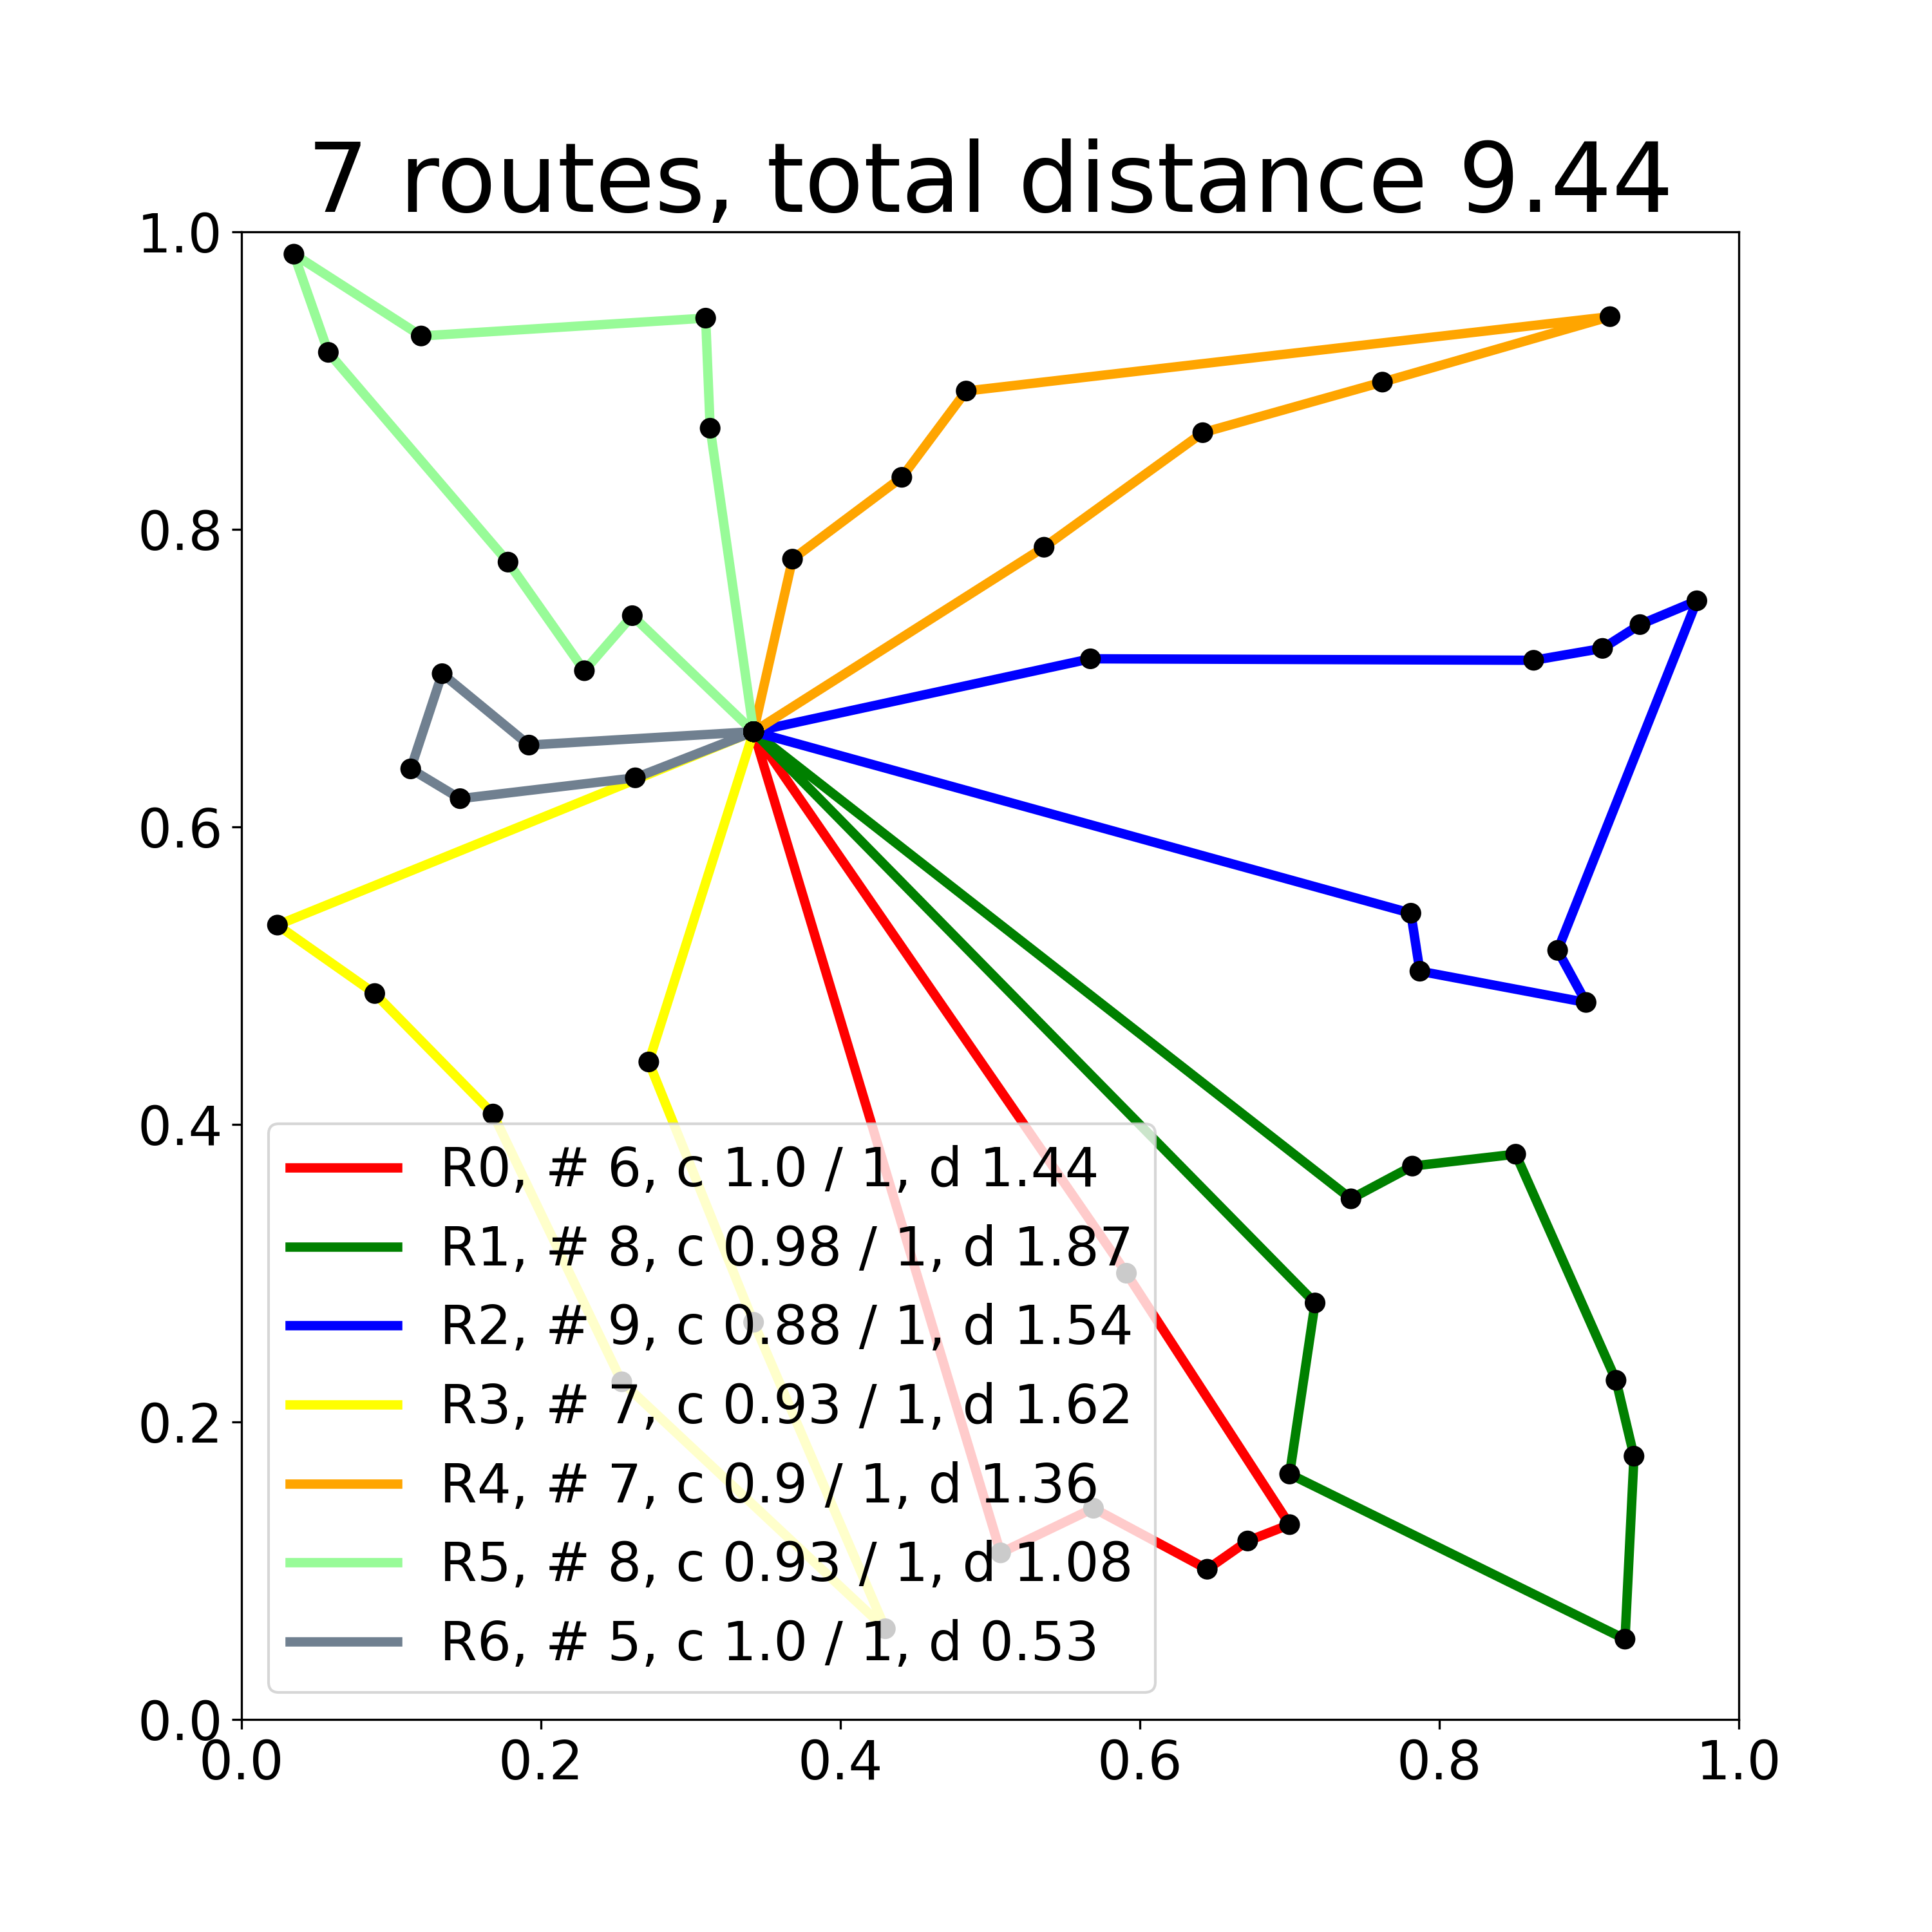 7 routes, total distance 9.44
1.0
0.8
0.6
0.4
0.2
0.0
R0, # 6, c 1.0 / 1, d 1.44
R1, # 8, c 0.98 / 1, d 1.87
R2, # 9, c 0.88 / 1, d 1.54
R3, # 7, c 0.93 / 1, d 1.62
R4, # 7, c 0.9 / 1, d 1.36
R5, # 8, c 0.93 / 1, d 1.08
R6, # 5, c 1.0 / 1, d 0.53
0.0 0.2 0.4 0.6 0.8 1.0